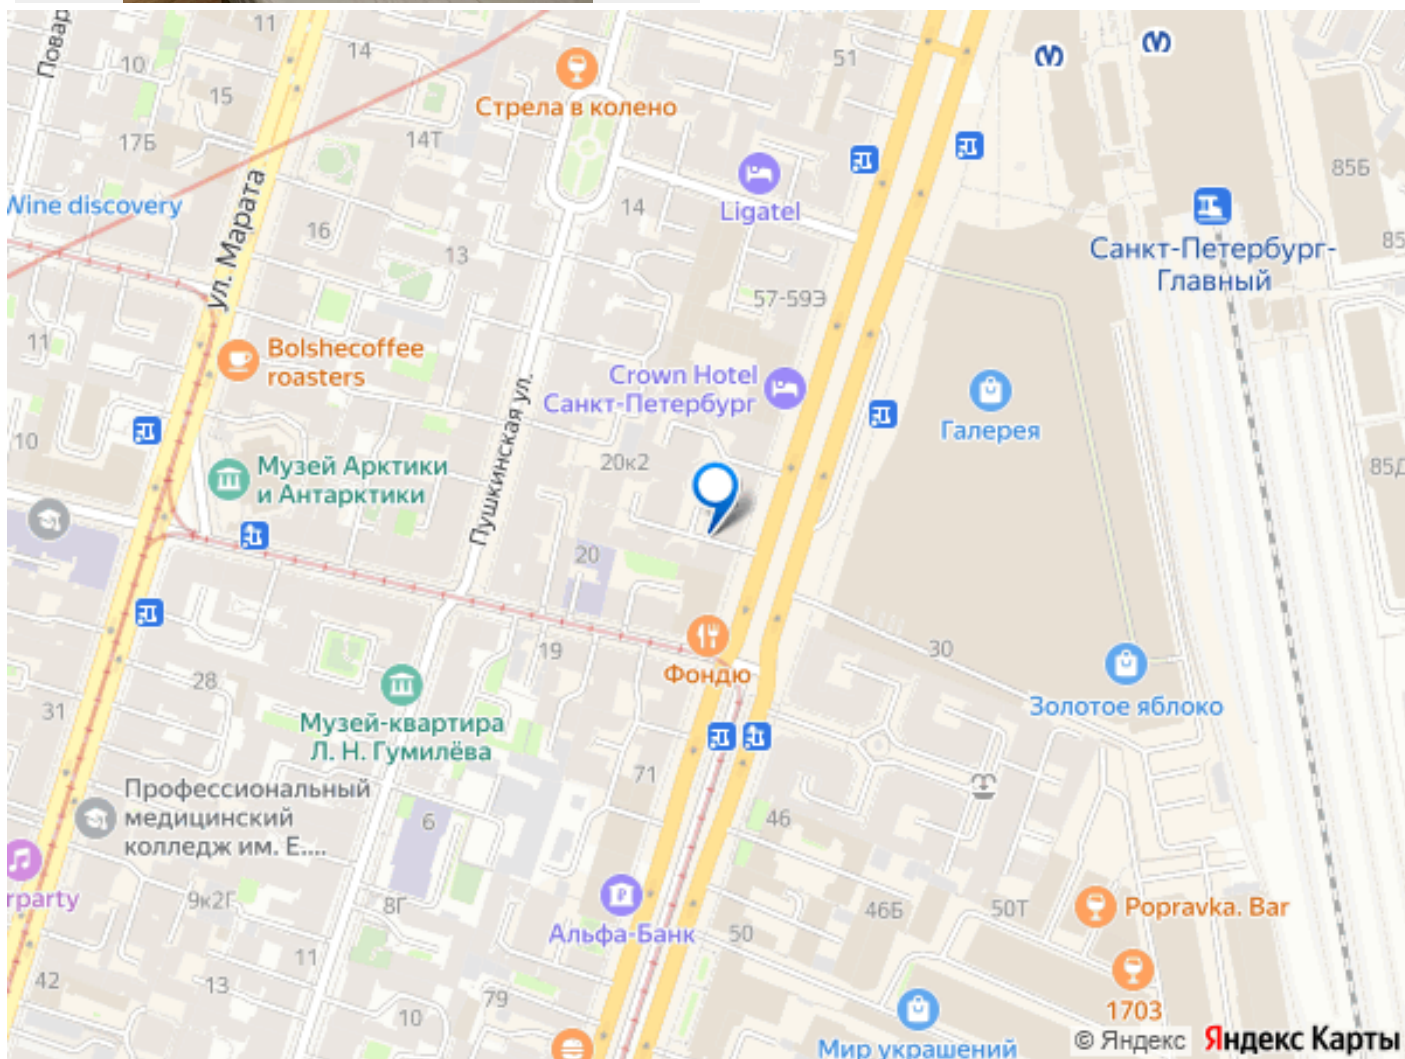 11
Повар
14
51
10
Стрела в колено
15
17Б
14Т
85Б
ул. Марата
Wine discovery
14
Ligatel
16
13
85
Санкт-Петербург-
Главный
57-59Э
11
Bolshecoffee
roasters
Crown Hotel
Санкт-Петербург
Пушкинская ул.
Галерея
10
20к2
Музей Арктики
и Антарктики
85Д
20
30
19
Фондю
28
31
Золотое яблоко
Музей-квартира
Л. Н. Гумилёва
71
Профессиональный
медицинский
колледж им. Е....
6
46
rparty
9к2Г
8Г
46Б
50Т
Popravka. Bar
Альфа-Банк
50
11
42
13
79
10
1703
Мир украшений
© Яндекс Яндекс Карты